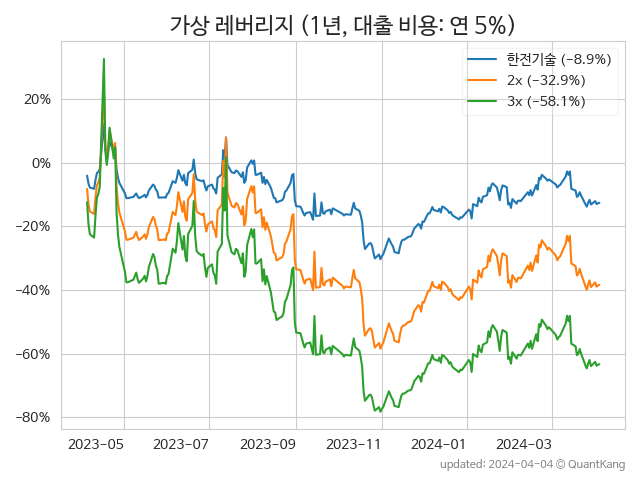 가상 레버리지 (1년, 대출 비용: 연 5%)
한전기술 (−8.9%)
2x (−32.9%)
3x (−58.1%)
20%
0%
−20%
−40%
−60%
−80%
2023-05 2023-07 2023-09 2023-11 2024-01 2024-03
updated: 2024-04-04 © QuantKang